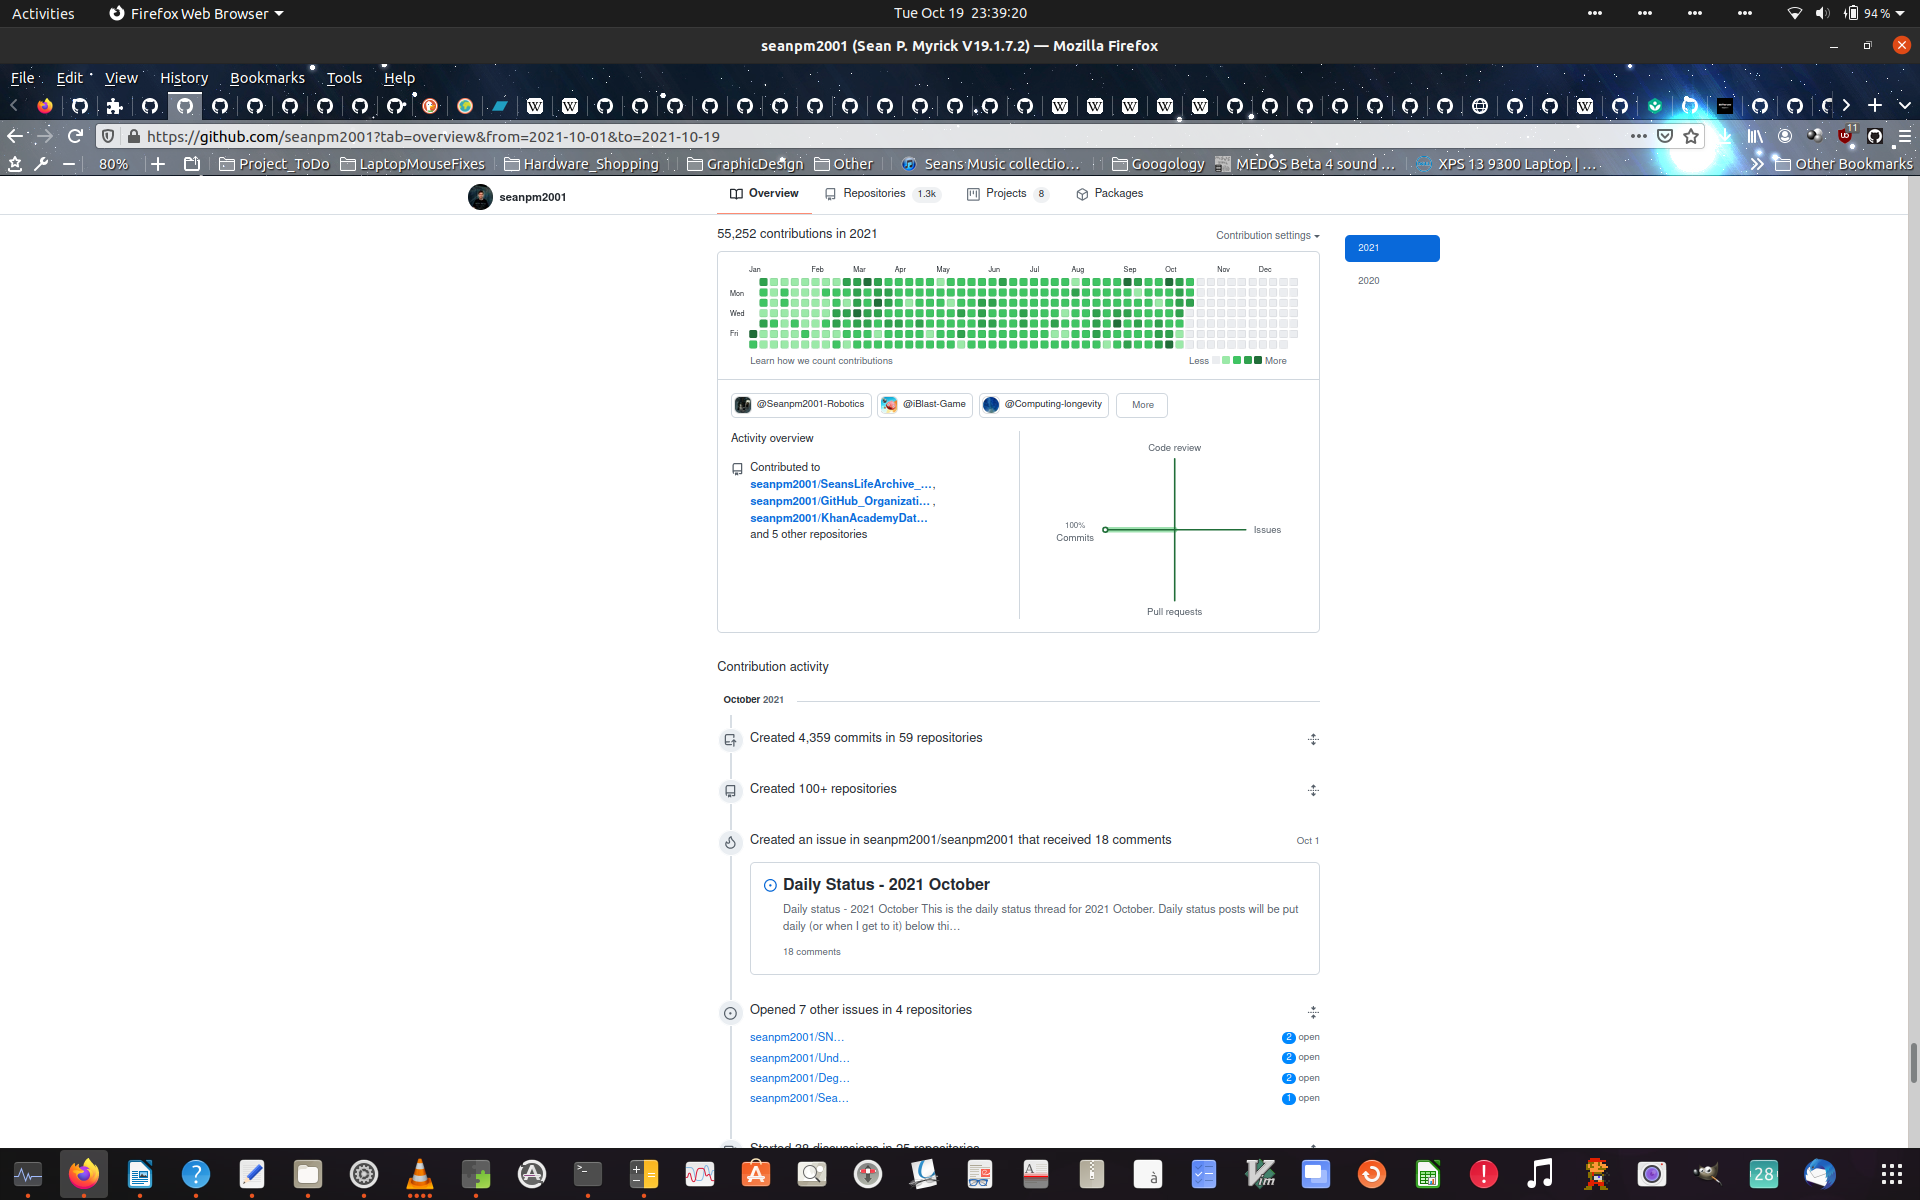 Activities
Firefox Web Browser
Tue Oct 19 23:39:20
94 %
seanpm2001 (Sean P. Myrick V19.1.7.2) — Mozilla Firefox
File Edit View History Bookmarks Tools Help
https://github.com/seanpm2001?tab=overview&from=2021-10-01&to=2021-10-19
11
80%
Project_ToDo
LaptopMouseFixes
Hardware_Shopping
GraphicDesign
Other
Seans Music collectio…
Googology
MEDOS Beta 4 sound …
XPS 13 9300 Laptop | …
Other Bookmarks
seanpm2001
Overview
Repositories 1.3k
Projects 8
Packages
55,252 contributions in 2021
Contribution settings
2021
2020
Jan Feb Mar Apr May Jun Jul Aug Sep Oct Nov Dec
Mon
Wed
Fri
Learn how we count contributions
Less More
@Seanpm2001-Robotics
@iBlast-Game
@Computing-longevity
More
Activity overview
Contributed to
seanpm2001/SeansLifeArchive_…,
seanpm2001/GitHub_Organizati… ,
seanpm2001/KhanAcademyDat…
and 5 other repositories
Code review
100%
Commits
Issues
Pull requests
Contribution activity
October 2021
Created 4,359 commits in 59 repositories
Created 100+ repositories
Created an issue in seanpm2001/seanpm2001 that received 18 comments
Oct 1
Daily Status - 2021 October
Daily status - 2021 October This is the daily status thread for 2021 October. Daily status posts will be put
daily (or when I get to it) below thi…
18 comments
Opened 7 other issues in 4 repositories
seanpm2001/SN… 2 open
seanpm2001/Und… 2 open
seanpm2001/Deg… 2 open
seanpm2001/Sea… 1 open
Started 38 discussions in 25 repositories
28